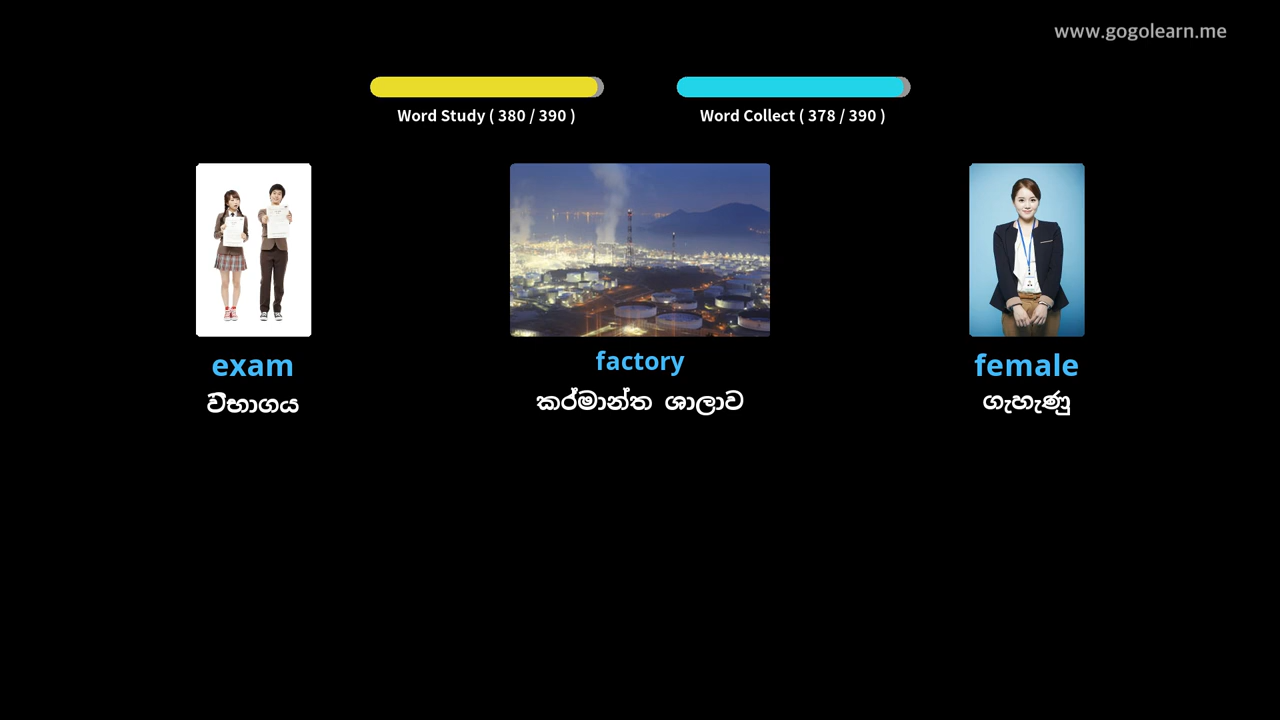 www.gogolearn.me
Word Study ( 380 / 390 )
Word Collect ( 378 / 390 )
exam
විභාගය
factory
කර්මාන්ත ශාලාව
female
ගැහැණු